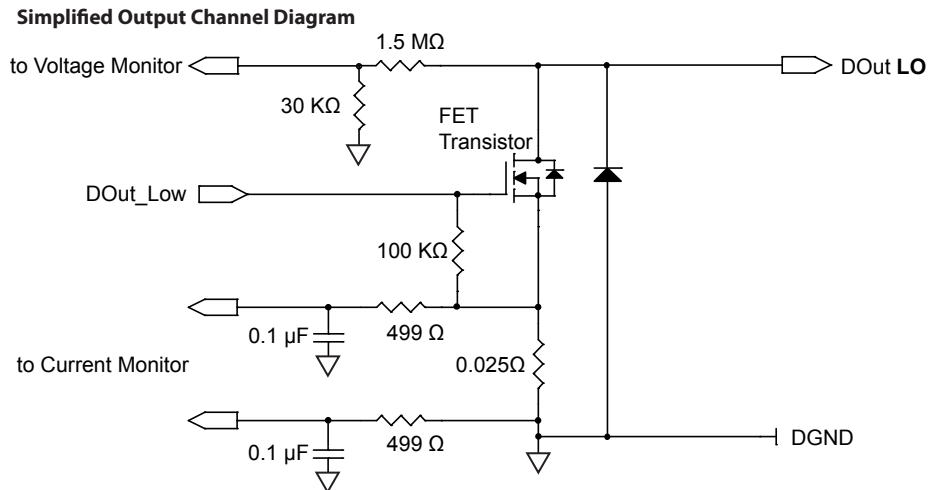 Simplified Output Channel Diagram
1.5 MΩ
to Voltage Monitor
DOut LO
30 KΩ
FET
Transistor
DOut_Low
100 KΩ
0.1 µF
499 Ω
to Current Monitor
0.025Ω
0.1 µF
499 Ω
DGND